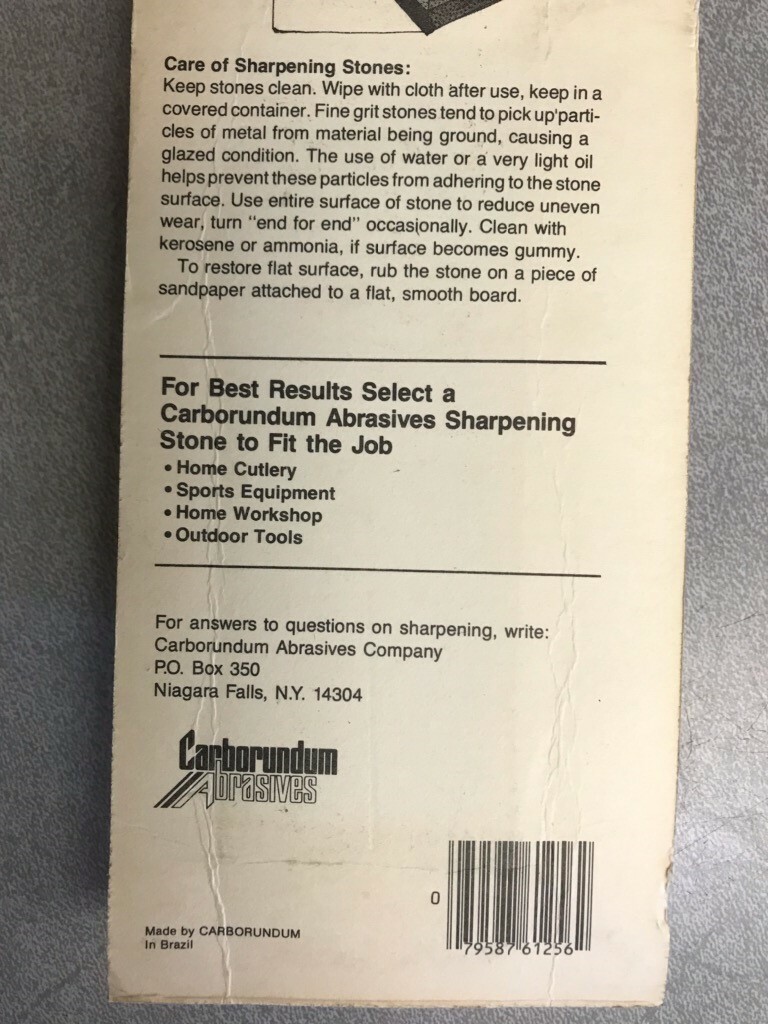 Care of Sharpening Stones:
Keep stones clean. Wipe with cloth after use, keep in a
covered container. Fine grit stones tend to pick up parti-
cles of metal from material being ground, causing a
glazed condition. The use of water or a very light oil
helps prevent these particles from adhering to the stone
surface. Use entire surface of stone to reduce uneven
wear, turn "end for end" occasionally. Clean with
kerosene or ammonia, if surface becomes gummy.
To restore flat surface, rub the stone on a piece of
sandpaper attached to a flat, smooth board.
For Best Results Select a
Carborundum Abrasives Sharpening
Stone to Fit the Job
• Home Cutlery
• Sports Equipment
• Home Workshop
• Outdoor Tools
For answers to questions on sharpening, write:
Carborundum Abrasives Company
P.O. Box 350
Niagara Falls, N.Y. 14304
Carborundum
Abrasives
Made by CARBORUNDUM
In Brazil
0 79587 61256